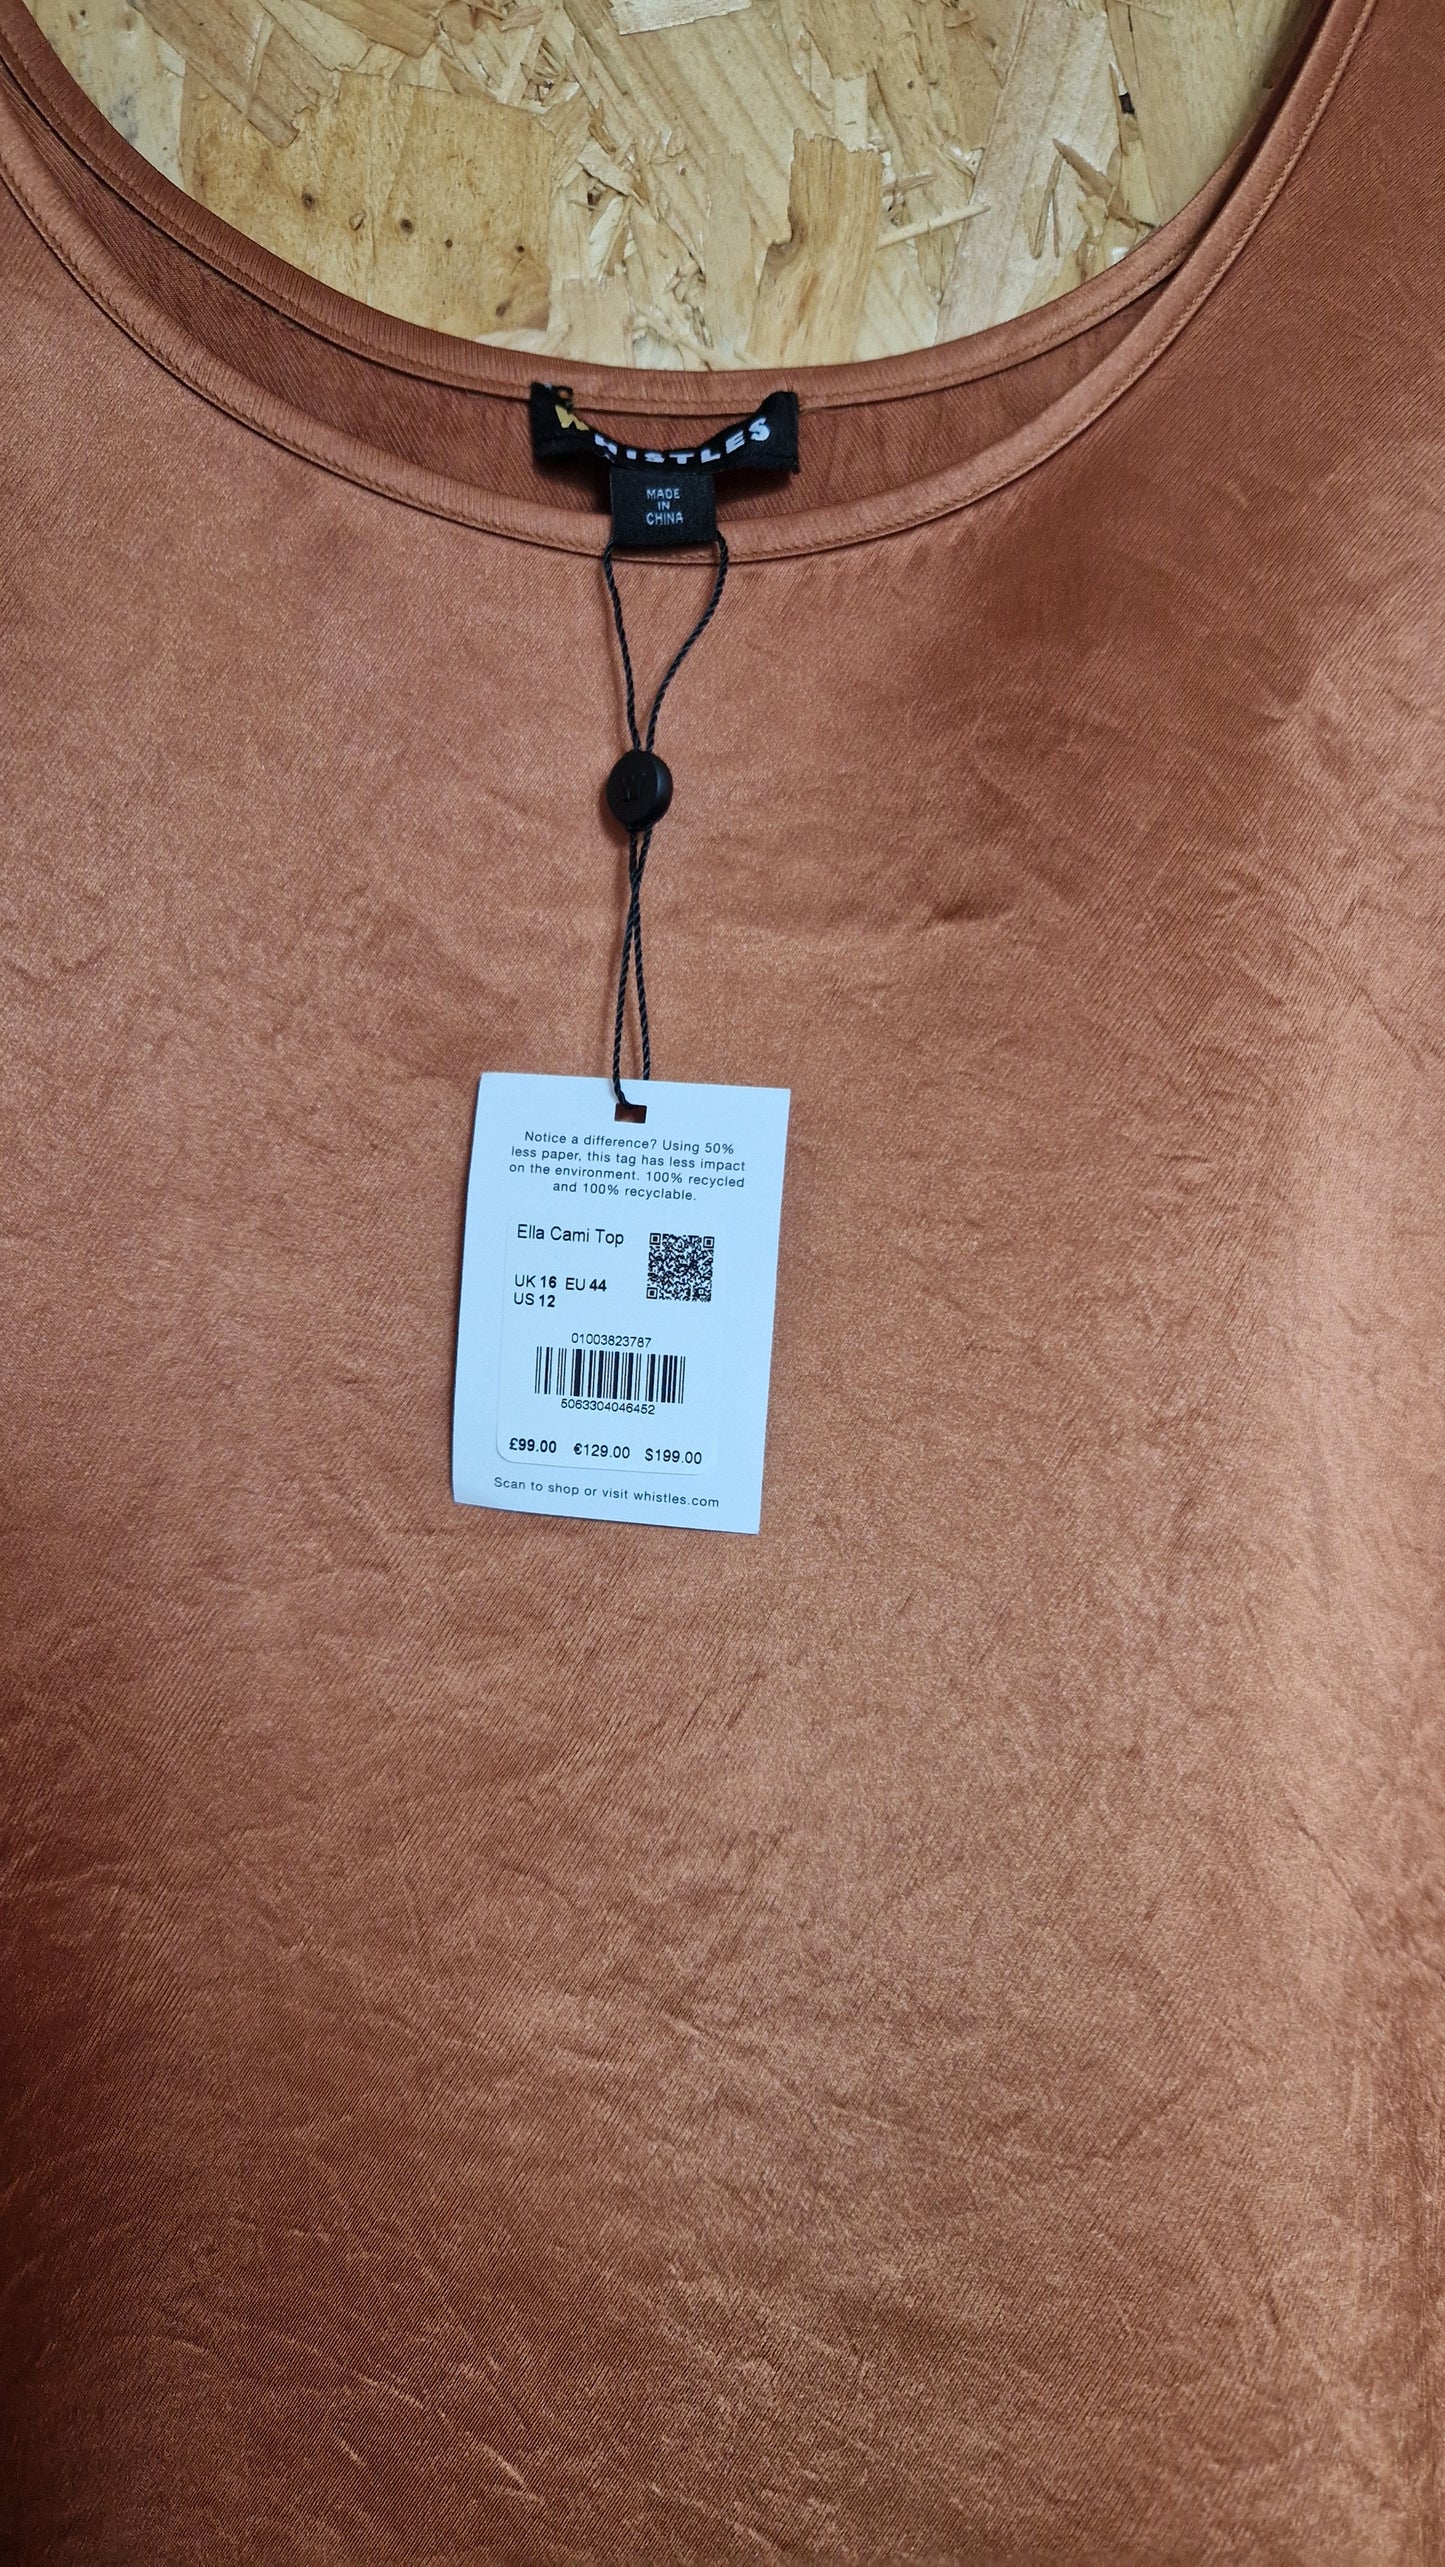 WHISTLES
MADE
IN
CHINA
W
Notice a difference? Using 50%
less paper, this tag has less impact
on the environment. 100% recycled
and 100% recyclable.
Ella Cami Top
UK 16 EU 44
US 12
01003823787
5063304046452
£99.00 €129.00 $199.00
Scan to shop or visit whistles.com